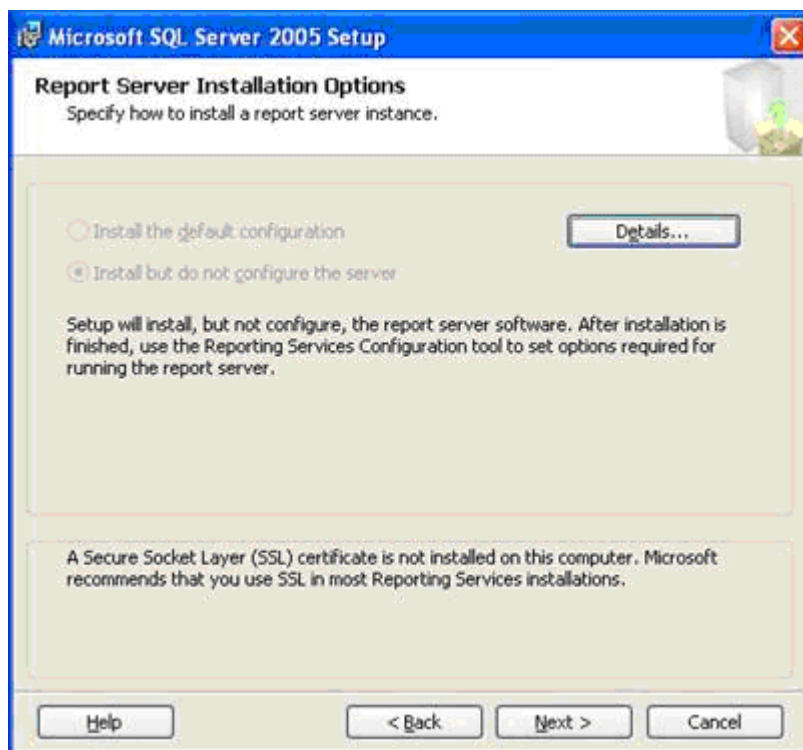 Microsoft SQL Server 2005 Setup
Report Server Installation Options
Specify how to install a report server instance.
Install the default configuration
Details...
Install but do not configure the server
Setup will install, but not configure, the report server software. After installation is
finished, use the Reporting Services Configuration tool to set options required for
running the report server.
A Secure Socket Layer (SSL) certificate is not installed on this computer. Microsoft
recommends that you use SSL in most Reporting Services installations.
Help
< Back
Next >
Cancel